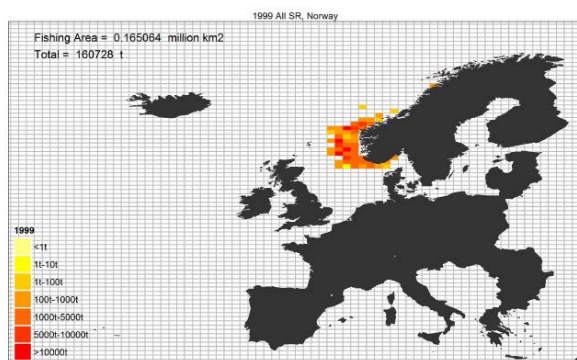 1999 All SR, Norway
Fishing Area = 0.165064 million km2
Total = 160728 t
1999
<1t
1t-10t
1t-100t
100t-1000t
1000t-5000t
5000t-10000t
>10000t